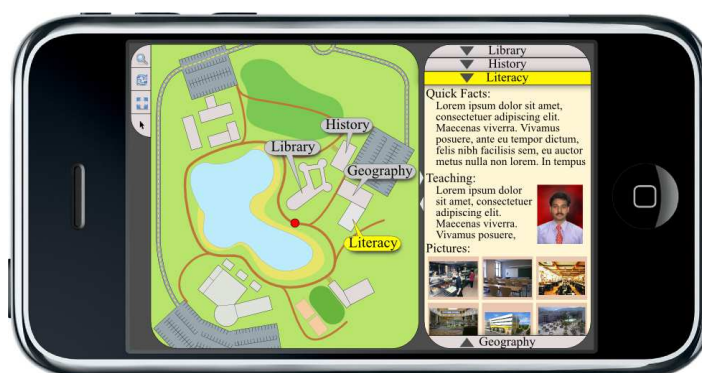 History
Library
Geography
Literacy
Library
History
Literacy
Quick Facts:
Lorem ipsum dolor sit amet,
consectetuer adipiscing elit.
Maecenas viverra. Vivamus
posuere, ante eu tempor dictum,
felis nibh facilisis sem, eu auctor
metus nulla non lorem. In tempus
Teaching:
Lorem ipsum dolor
sit amet, consectetuer
adipiscing elit.
Maecenas viverra.
Vivamus posuere,
Pictures:
Geography